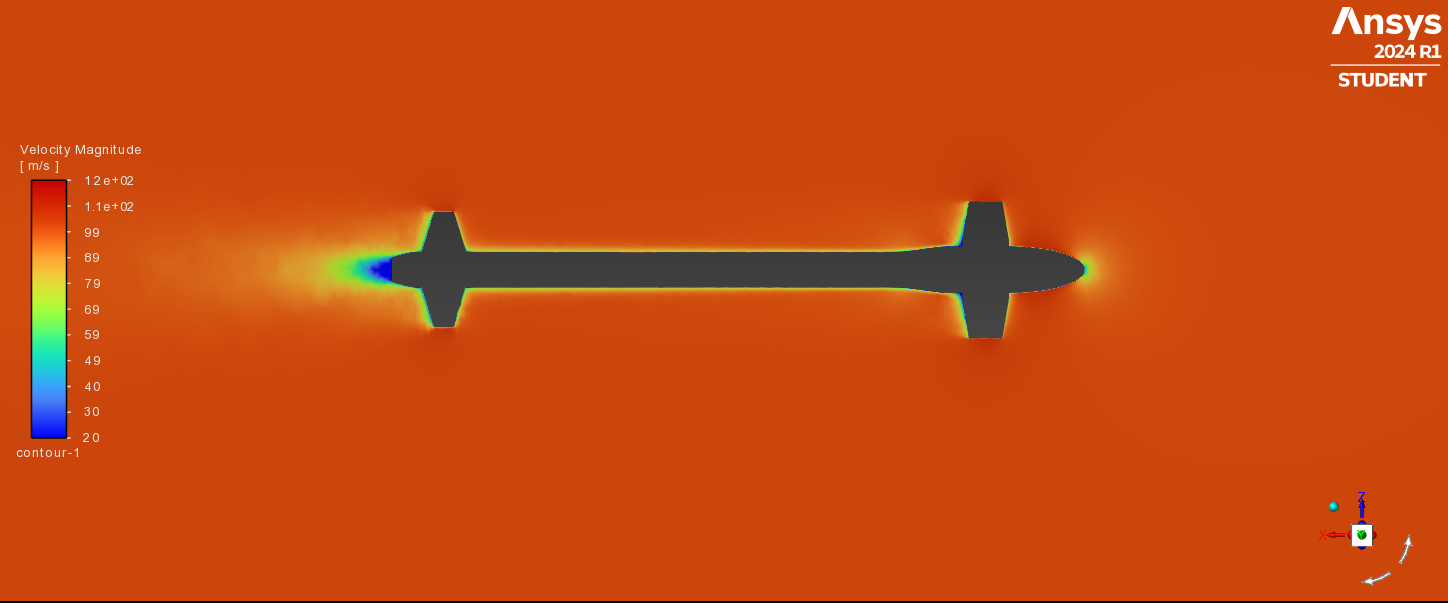 Ansys
2024 R1
STUDENT
Velocity Magnitude
[ m/s ]
1.2e+02
1.1e+02
99
89
79
69
59
49
40
30
20
contour-1
Z
X
Y